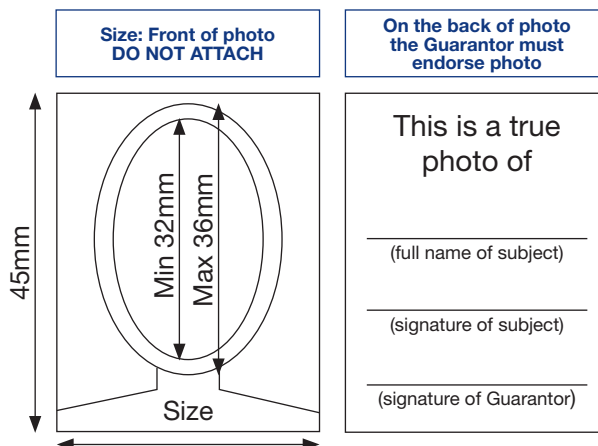 Size: Front of photo
DO NOT ATTACH
On the back of photo
the Guarantor must
endorse photo
45mm
Min 32mm
Max 36mm
Size
This is a true
photo of
(full name of subject)
(signature of subject)
(signature of Guarantor)